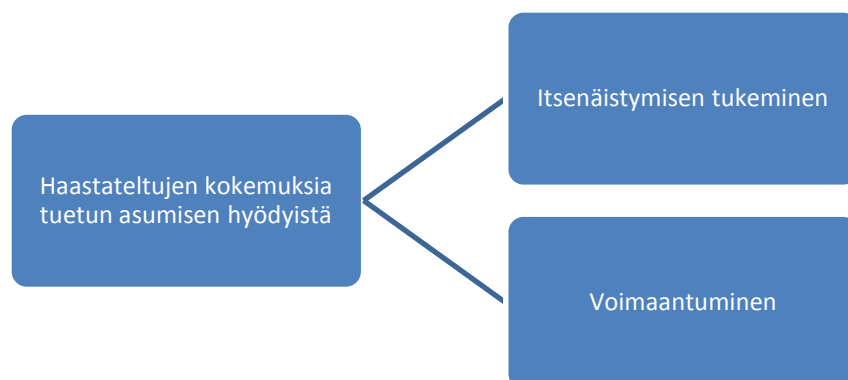 Itsenäistymisen tukeminen
Haastateltujen kokemuksia
tuetun asumisen hyödyistä
Voimaantuminen